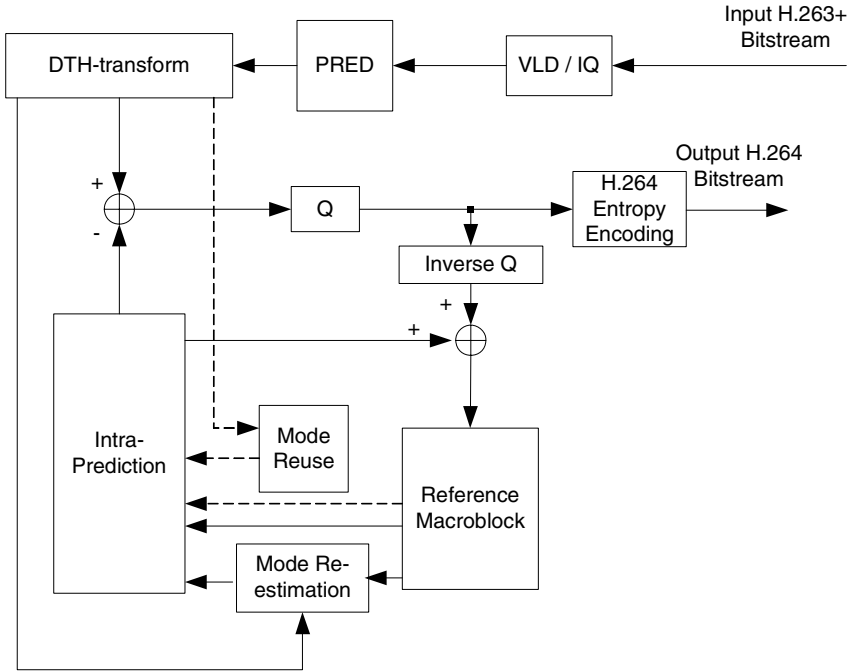 Input H.263+
Bitstream
DTH-transform
PRED
VLD / IQ
Output H.264
Bitstream
+
-
Q
H.264
Entropy
Encoding
Inverse Q
+
+
Intra-
Prediction
Mode
Reuse
Reference
Macroblock
Mode Re-
estimation